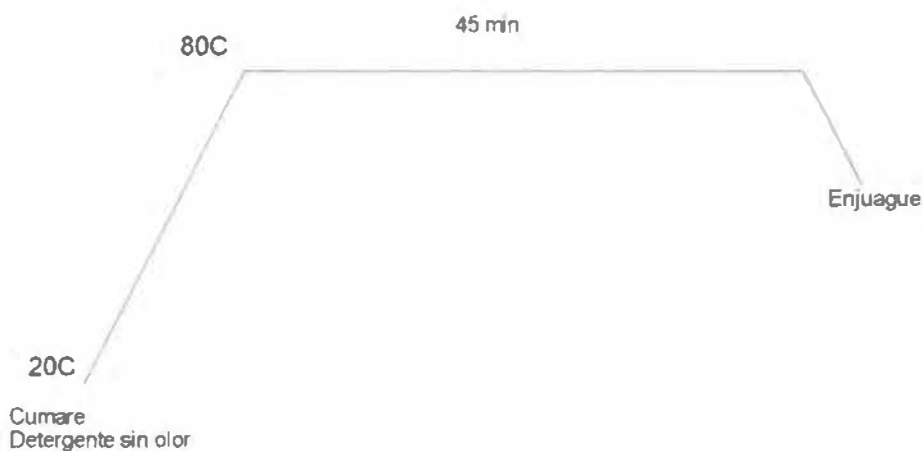 45 min
80C
Enjuague
20C
Cumare
Detergente sin olor